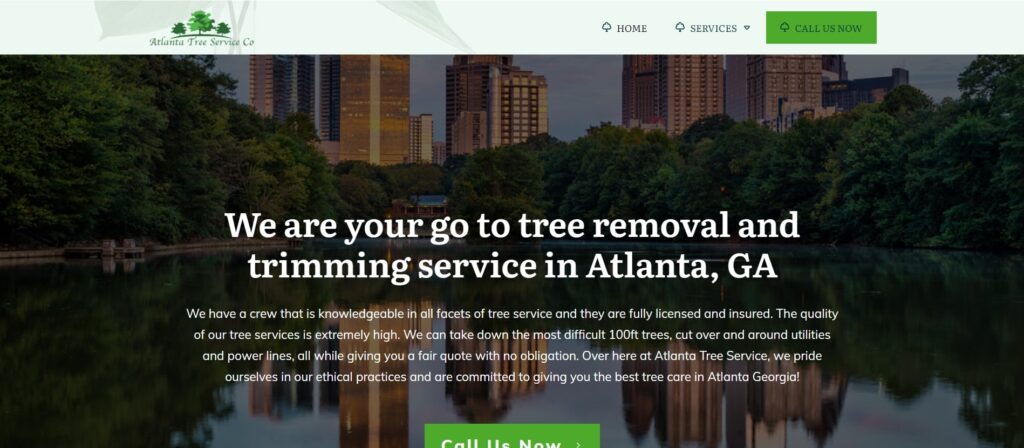 Atlanta Tree Service Co
HOME
SERVICES
CALL US NOW
We are your go to tree removal and
trimming service in Atlanta, GA
We have a crew that is knowledgeable in all facets of tree service and they are fully licensed and insured. The quality
of our tree services is extremely high. We can take down the most difficult 100ft trees, cut over and around utilities
and power lines, all while giving you a fair quote with no obligation. Over here at Atlanta Tree Service, we pride
ourselves in our ethical practices and are committed to giving you the best tree care in Atlanta Georgia!
Call Us Now